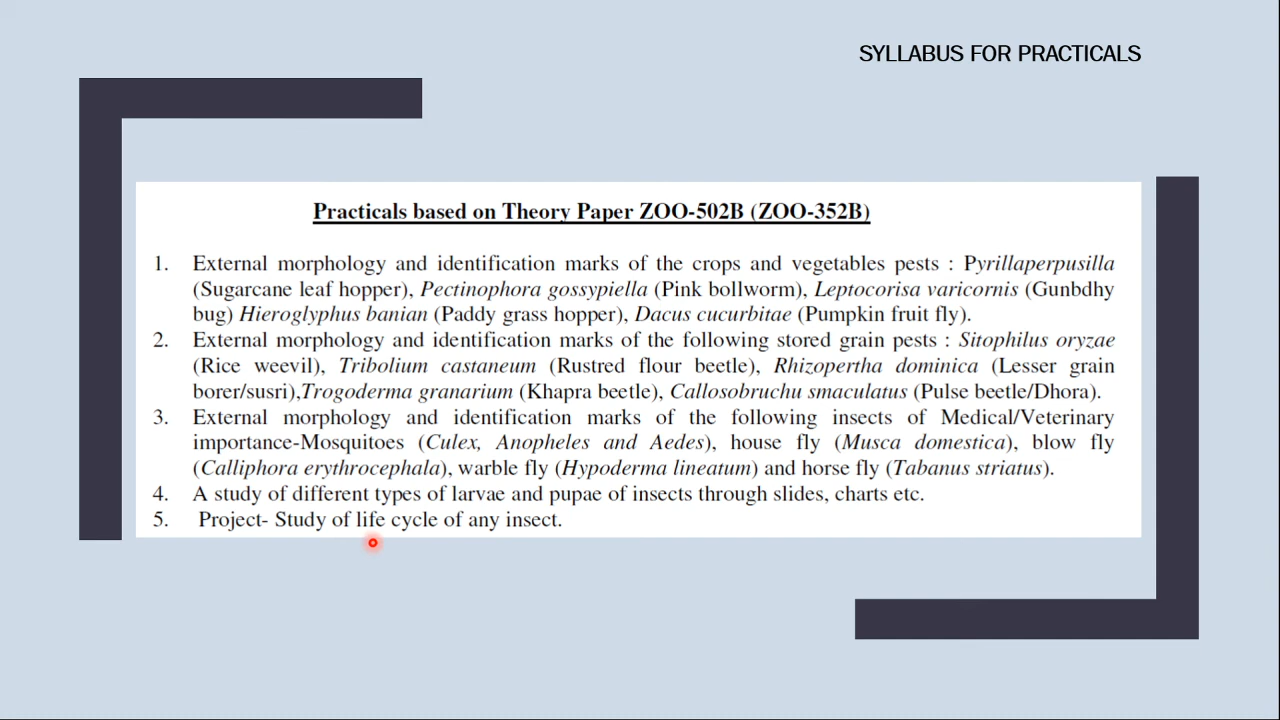 SYLLABUS FOR PRACTICALS
Practicals based on Theory Paper ZOO-502B (ZOO-352B)
1. External morphology and identification marks of the crops and vegetables pests : Pyrillaperpusilla
(Sugarcane leaf hopper), Pectinophora gossypiella (Pink bollworm), Leptocorisa varicornis (Gunbdhy
bug) Hieroglyphus banian (Paddy grass hopper), Dacus cucurbitae (Pumpkin fruit fly).
2. External morphology and identification marks of the following stored grain pests : Sitophilus oryzae
(Rice weevil), Tribolium castaneum (Rustred flour beetle), Rhizopertha dominica (Lesser grain
borer/susri),Trogoderma granarium (Khapra beetle), Callosobruchu smaculatus (Pulse beetle/Dhora).
3. External morphology and identification marks of the following insects of Medical/Veterinary
importance-Mosquitoes (Culex, Anopheles and Aedes), house fly (Musca domestica), blow fly
(Calliphora erythrocephala), warble fly (Hypoderma lineatum) and horse fly (Tabanus striatus).
4. A study of different types of larvae and pupae of insects through slides, charts etc.
5. Project- Study of life cycle of any insect.